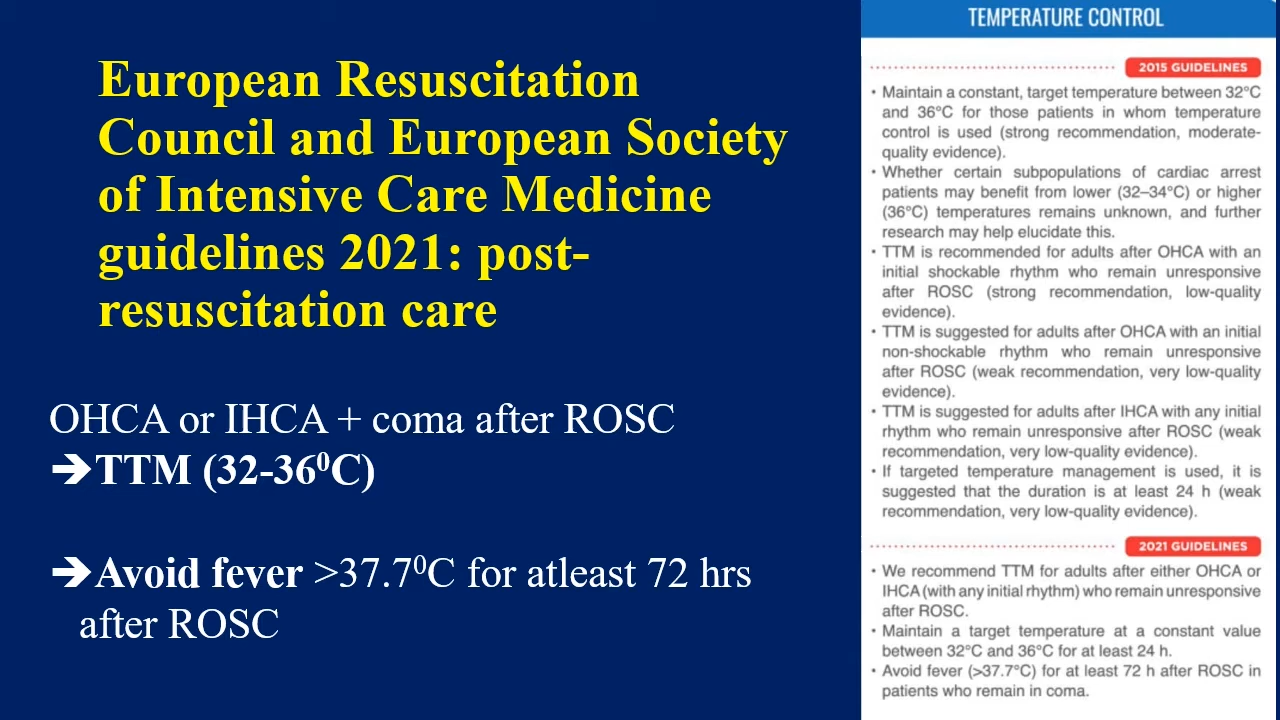 European Resuscitation
Council and European Society
of Intensive Care Medicine
guidelines 2021: post-
resuscitation care
OHCA or IHCA + coma after ROSC
➔TTM (32-36⁰C)
➔Avoid fever >37.7⁰C for atleast 72 hrs
after ROSC
TEMPERATURE CONTROL
2015 GUIDELINES
• Maintain a constant, target temperature between 32°C
and 36°C for those patients in whom temperature
control is used (strong recommendation, moderate-
quality evidence).
• Whether certain subpopulations of cardiac arrest
patients may benefit from lower (32–34°C) or higher
(36°C) temperatures remains unknown, and further
research may help elucidate this.
• TTM is recommended for adults after OHCA with an
initial shockable rhythm who remain unresponsive
after ROSC (strong recommendation, low-quality
evidence).
• TTM is suggested for adults after OHCA with an initial
non-shockable rhythm who remain unresponsive
after ROSC (weak recommendation, very low-quality
evidence).
• TTM is suggested for adults after IHCA with any initial
rhythm who remain unresponsive after ROSC (weak
recommendation, very low-quality evidence).
• If targeted temperature management is used, it is
suggested that the duration is at least 24 h (weak
recommendation, very low-quality evidence).
2021 GUIDELINES
• We recommend TTM for adults after either OHCA or
IHCA (with any initial rhythm) who remain unresponsive
after ROSC.
• Maintain a target temperature at a constant value
between 32°C and 36°C for at least 24 h.
• Avoid fever (>37.7°C) for at least 72 h after ROSC in
patients who remain in coma.